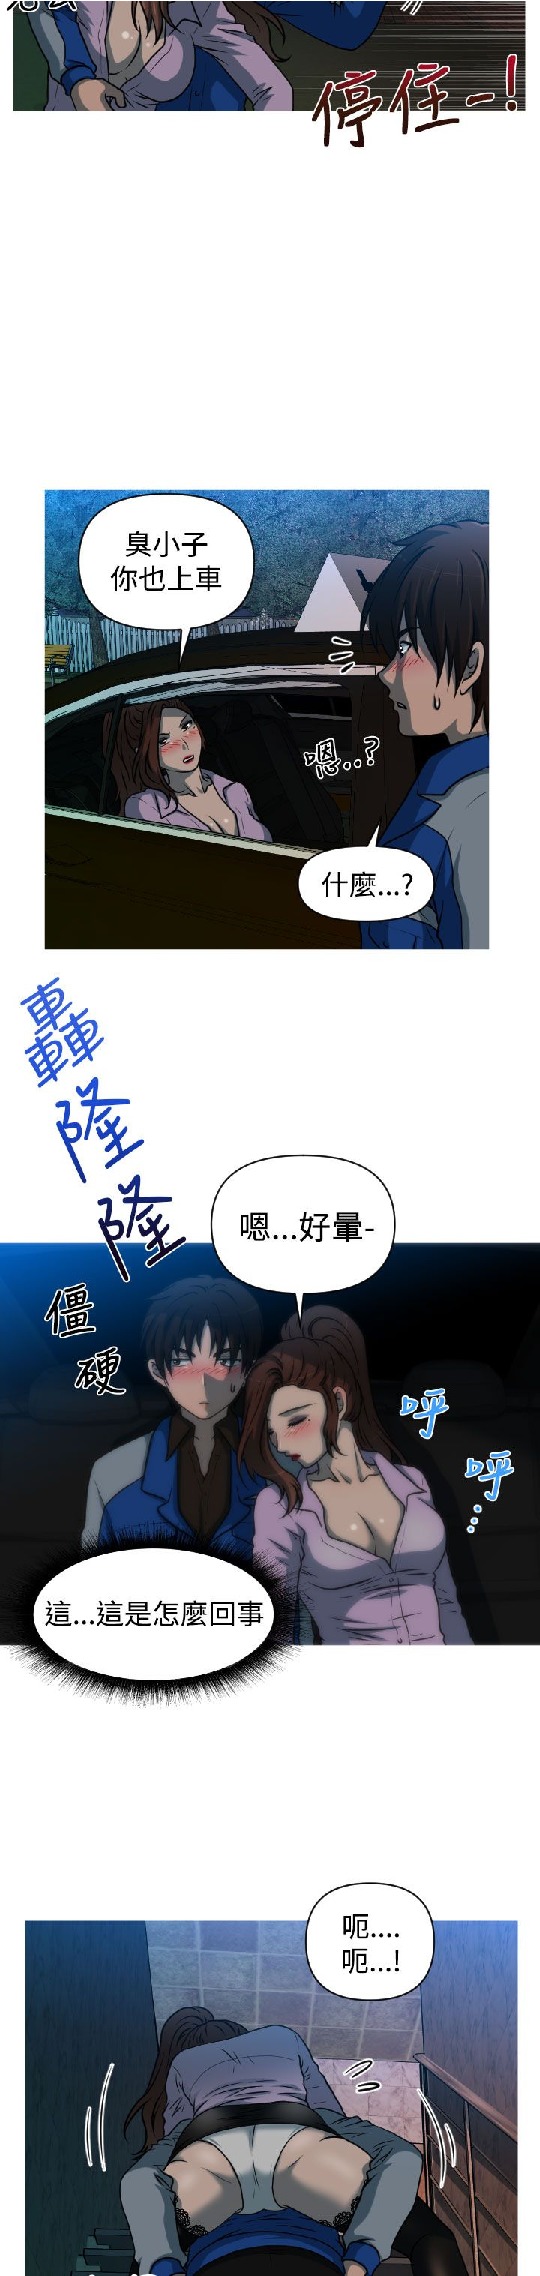 停住-!
臭小子
你也上車
嗯..?
什麼...?
轟
隆
隆
嗯...好暈-
僵
硬
呼
呼...
這...這是怎麼回事
呃....
呃...!